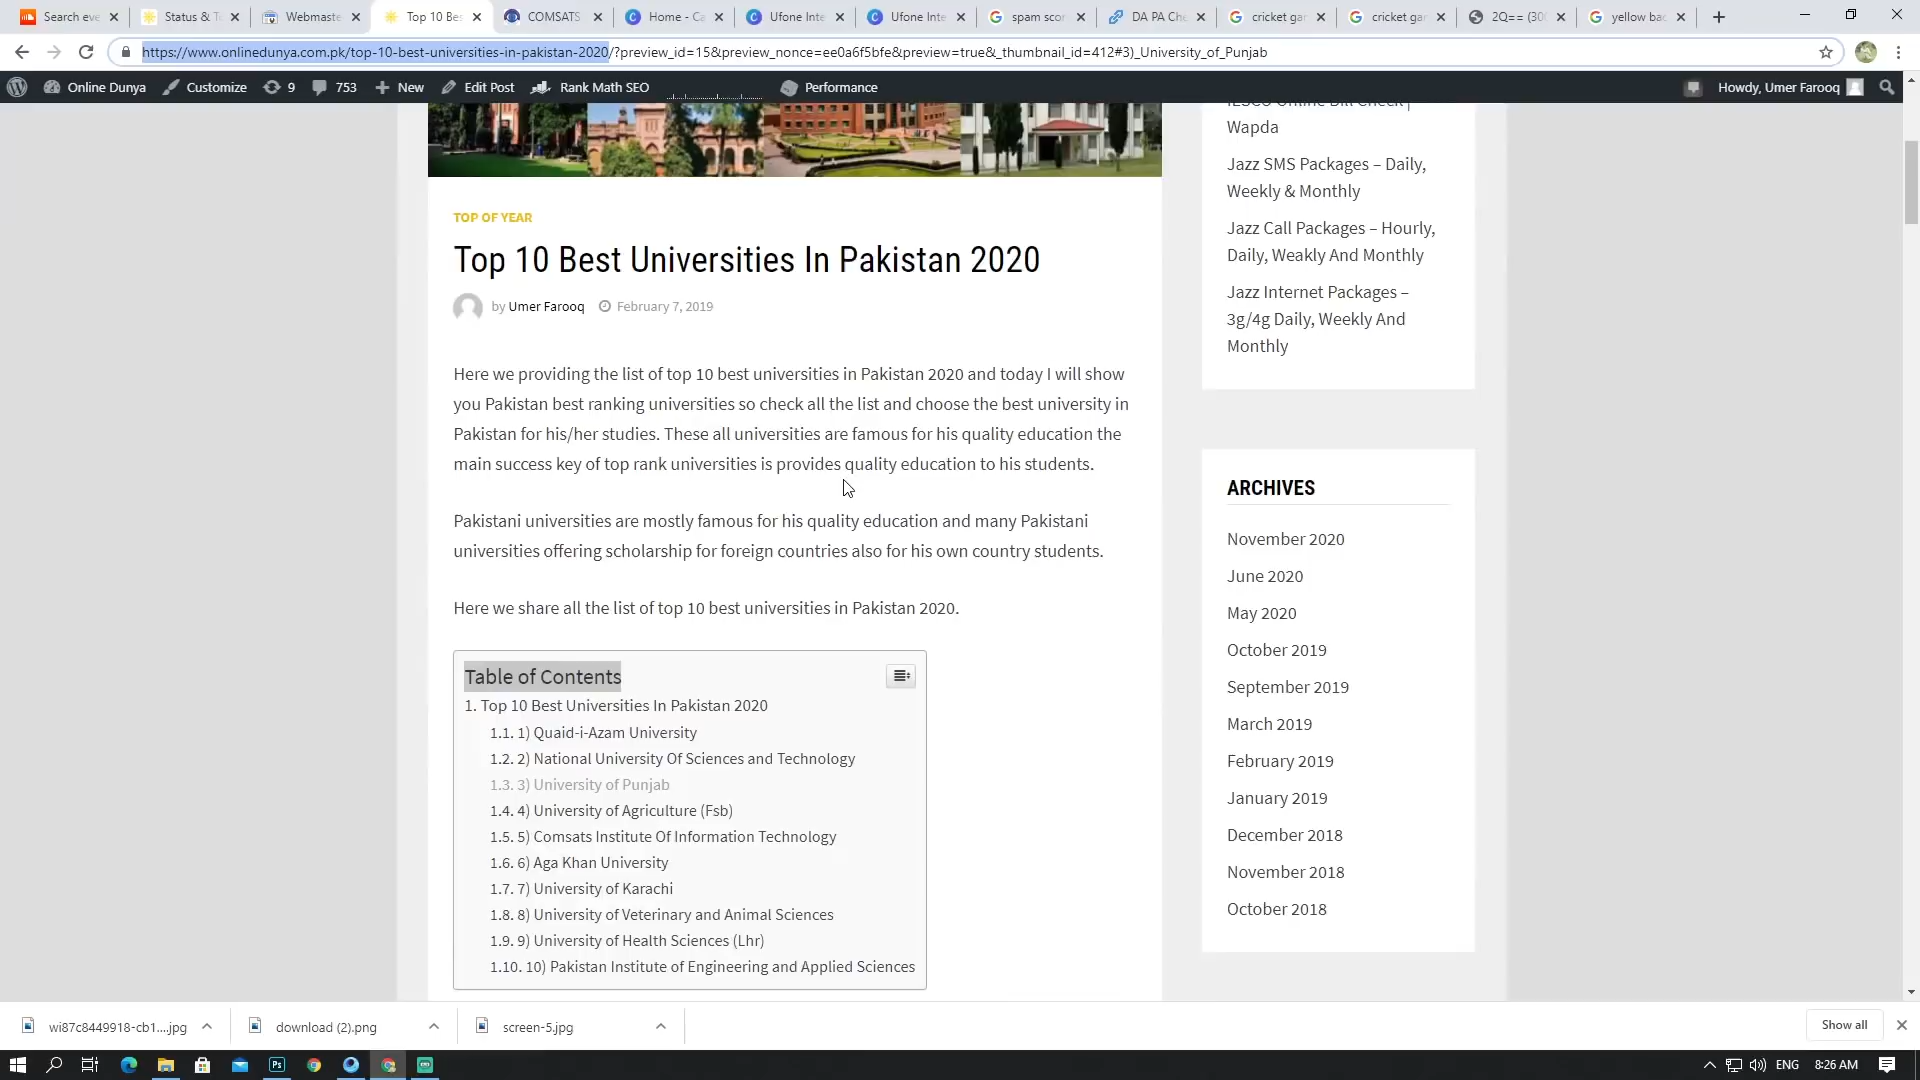 Search eve
Status & T
Webmaste
Top 10 Bes
COMSATS
Home - Ca
Ufone Inte
Ufone Inte
spam scor
DA PA Che
cricket gar
cricket gar
2Q== (300
yellow bac
https://www.onlinedunya.com.pk/top-10-best-universities-in-pakistan-2020/?preview_id=15&preview_nonce=ee0a6f5bfe&preview=true&_thumbnail_id=412#3)_University_of_Punjab
Online Dunya
Customize
9
753
New
Edit Post
Rank Math SEO
Performance
Howdy, Umer Farooq
IESCO Online Bill Check |
Wapda
Jazz SMS Packages – Daily,
Weekly & Monthly
Jazz Call Packages – Hourly,
Daily, Weakly And Monthly
Jazz Internet Packages –
3g/4g Daily, Weekly And
Monthly
TOP OF YEAR
Top 10 Best Universities In Pakistan 2020
by Umer Farooq February 7, 2019
Here we providing the list of top 10 best universities in Pakistan 2020 and today I will show
you Pakistan best ranking universities so check all the list and choose the best university in
Pakistan for his/her studies. These all universities are famous for his quality education the
main success key of top rank universities is provides quality education to his students.
Pakistani universities are mostly famous for his quality education and many Pakistani
universities offering scholarship for foreign countries also for his own country students.
Here we share all the list of top 10 best universities in Pakistan 2020.
Table of Contents
1. Top 10 Best Universities In Pakistan 2020
1.1. 1) Quaid-i-Azam University
1.2. 2) National University Of Sciences and Technology
1.3. 3) University of Punjab
1.4. 4) University of Agriculture (Fsb)
1.5. 5) Comsats Institute Of Information Technology
1.6. 6) Aga Khan University
1.7. 7) University of Karachi
1.8. 8) University of Veterinary and Animal Sciences
1.9. 9) University of Health Sciences (Lhr)
1.10. 10) Pakistan Institute of Engineering and Applied Sciences
ARCHIVES
November 2020
June 2020
May 2020
October 2019
September 2019
March 2019
February 2019
January 2019
December 2018
November 2018
October 2018
wi87c8449918-cb1....jpg
download (2).png
screen-5.jpg
Show all
Ps
ENG
8:26 AM